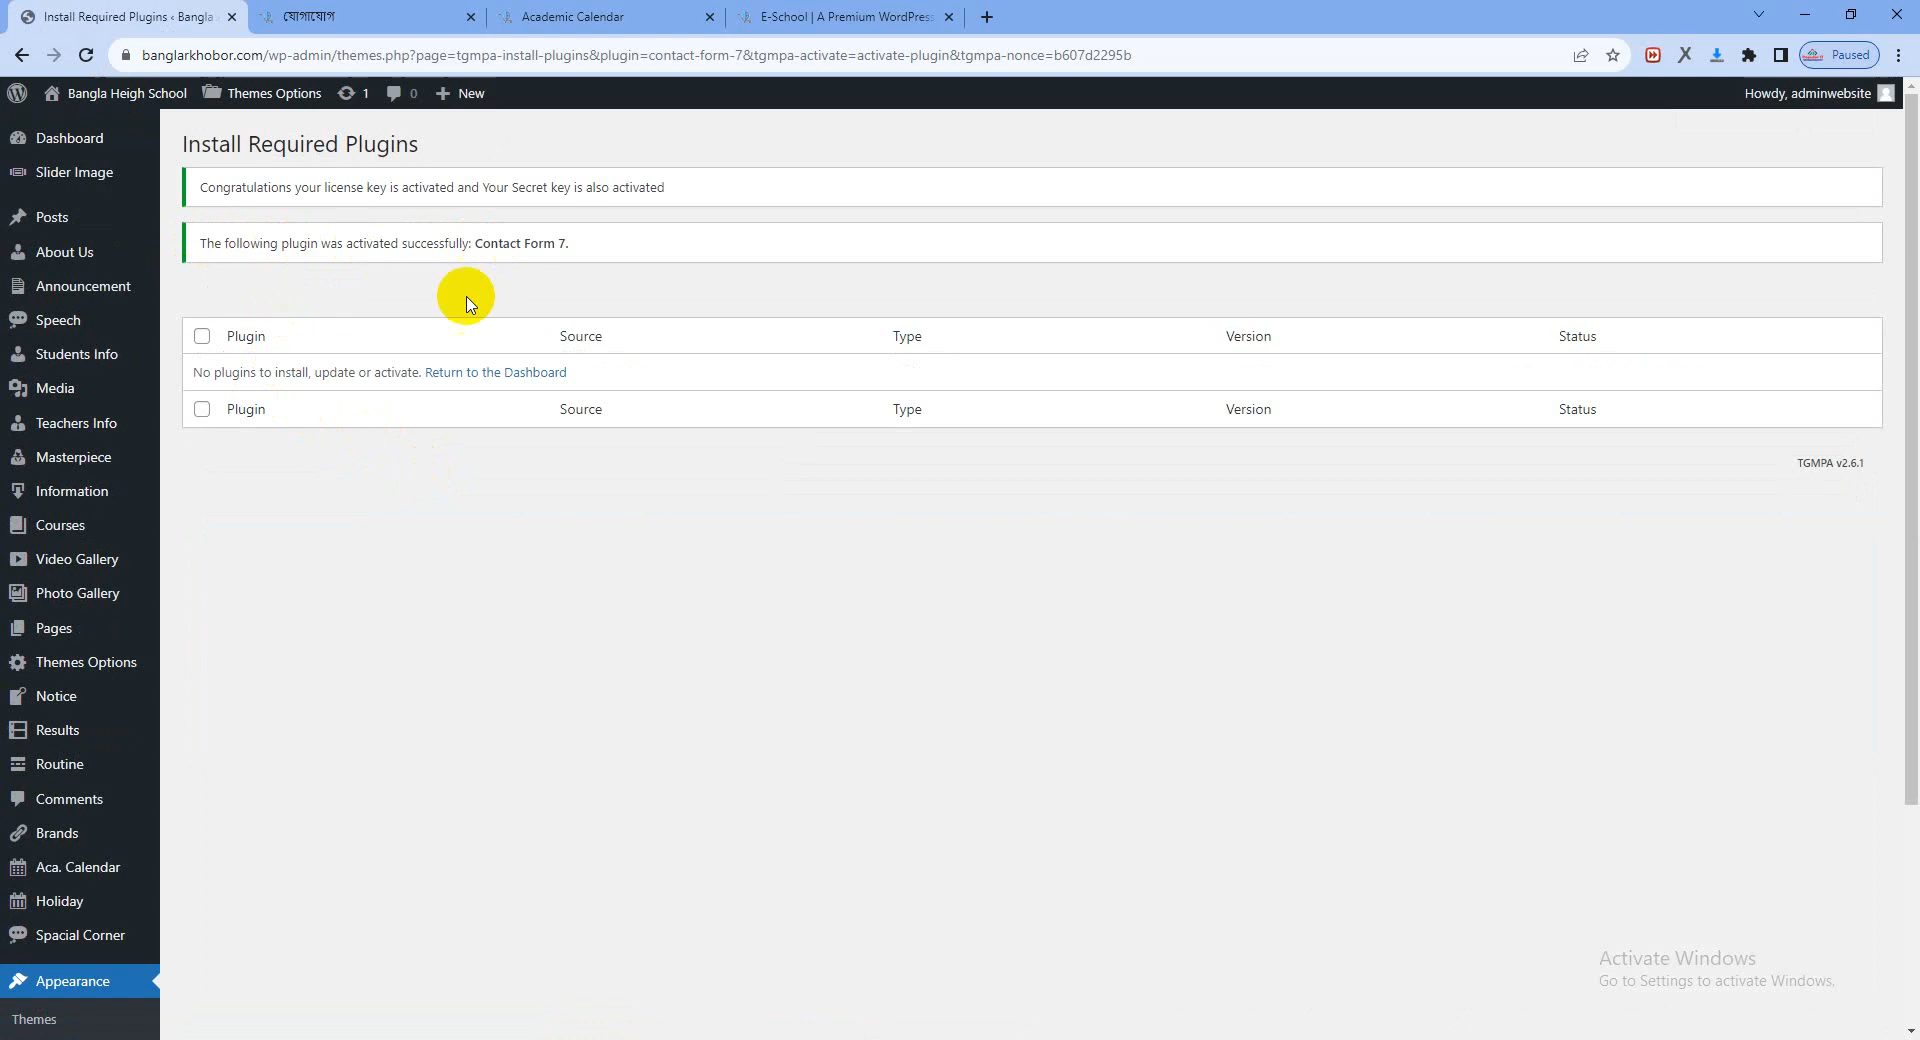 Install Required Plugins ‹ Bangla
যোগাযোগ
Academic Calendar
E-School | A Premium WordPres
banglarkhobor.com/wp-admin/themes.php?page=tgmpa-install-plugins&plugin=contact-form-7&tgmpa-activate=activate-plugin&tgmpa-nonce=b607d2295b
Paused
Bangla Heigh School
Themes Options
1
0
New
Howdy, adminwebsite
Dashboard
Slider Image
Posts
About Us
Announcement
Speech
Students Info
Media
Teachers Info
Masterpiece
Information
Courses
Video Gallery
Photo Gallery
Pages
Themes Options
Notice
Results
Routine
Comments
Brands
Aca. Calendar
Holiday
Spacial Corner
Appearance
Themes
Install Required Plugins
Congratulations your license key is activated and Your Secret key is also activated
The following plugin was activated successfully: Contact Form 7.
Plugin Source Type Version Status
No plugins to install, update or activate. Return to the Dashboard
Plugin Source Type Version Status
TGMPA v2.6.1
Activate Windows
Go to Settings to activate Windows.